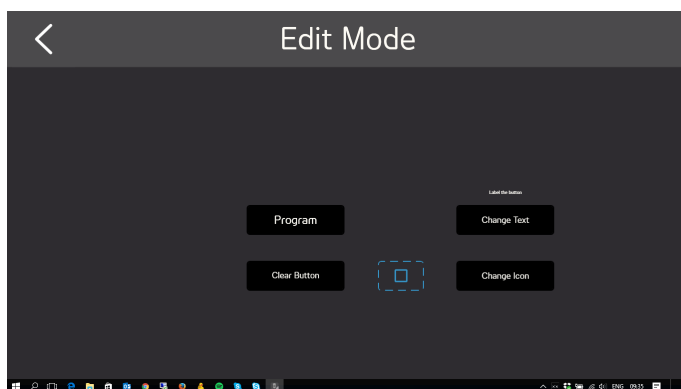 Edit Mode
Label the button
Program
Change Text
Clear Button
Change Icon
ENG 09:35